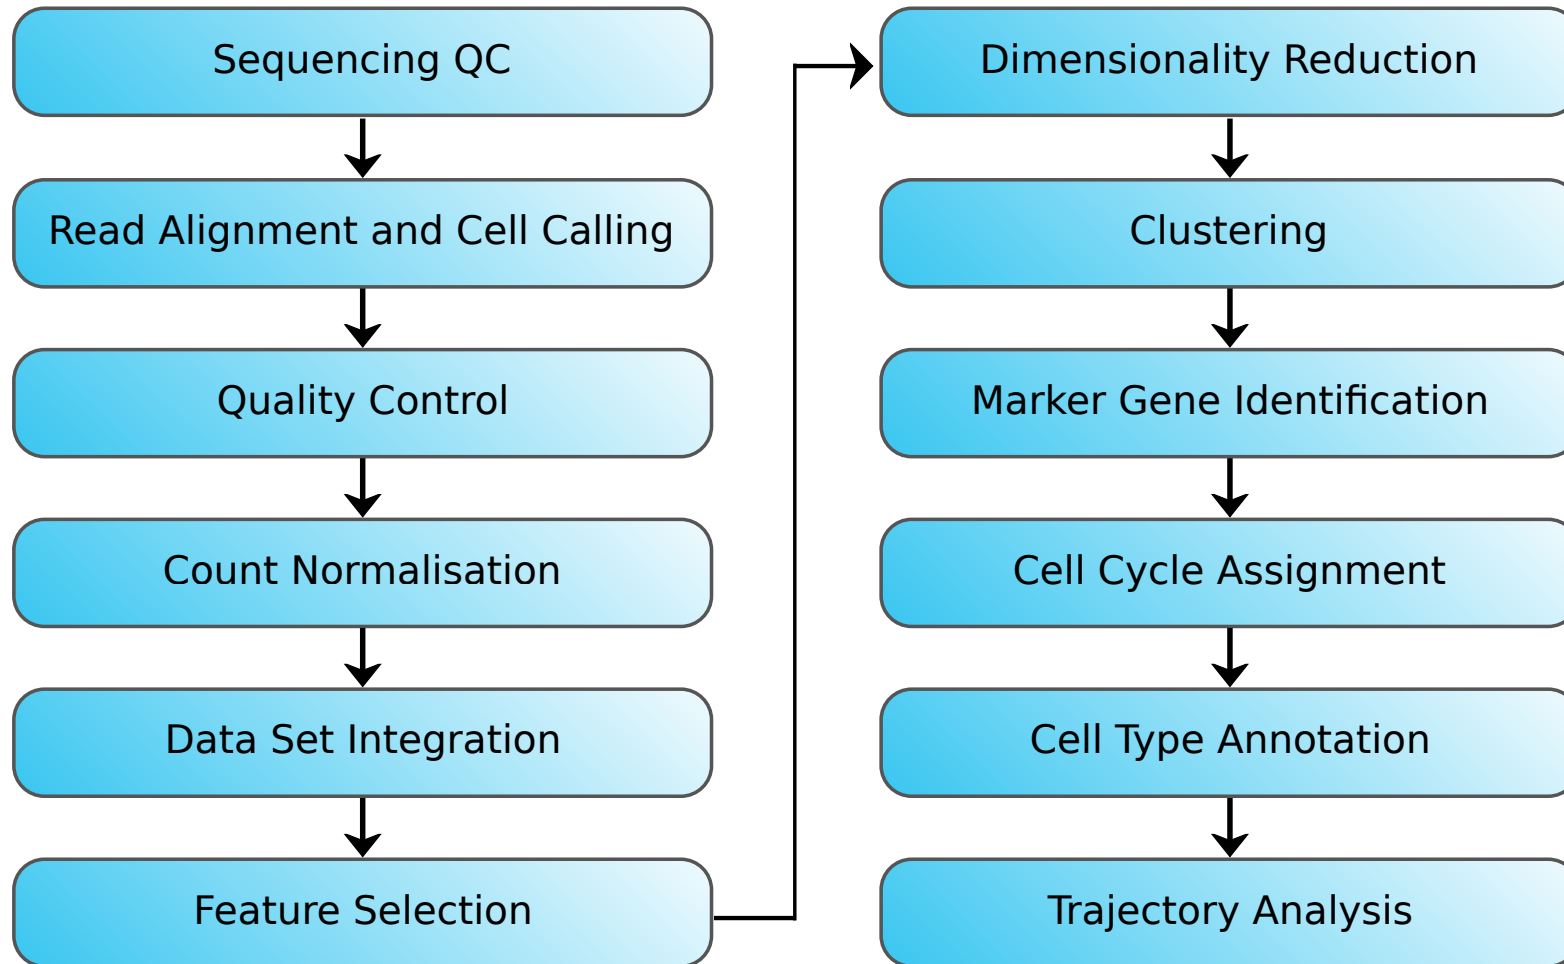 Sequencing QC
Read Alignment and Cell Calling
Quality Control
Count Normalisation
Data Set Integration
Feature Selection
Dimensionality Reduction
Clustering
Marker Gene Identification
Cell Cycle Assignment
Cell Type Annotation
Trajectory Analysis